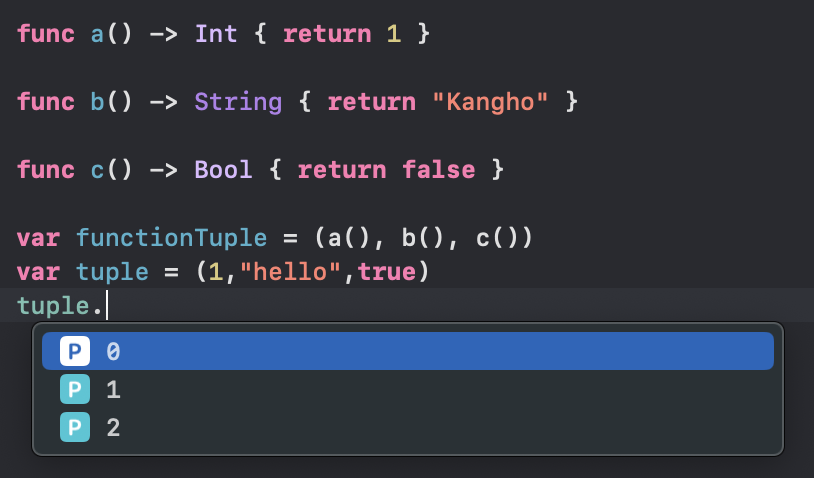 func a() -> Int { return 1 }
func b() -> String { return "Kangho" }
func c() -> Bool { return false }
var functionTuple = (a(), b(), c())
var tuple = (1,"hello",true)
tuple.
P 0
P 1
P 2